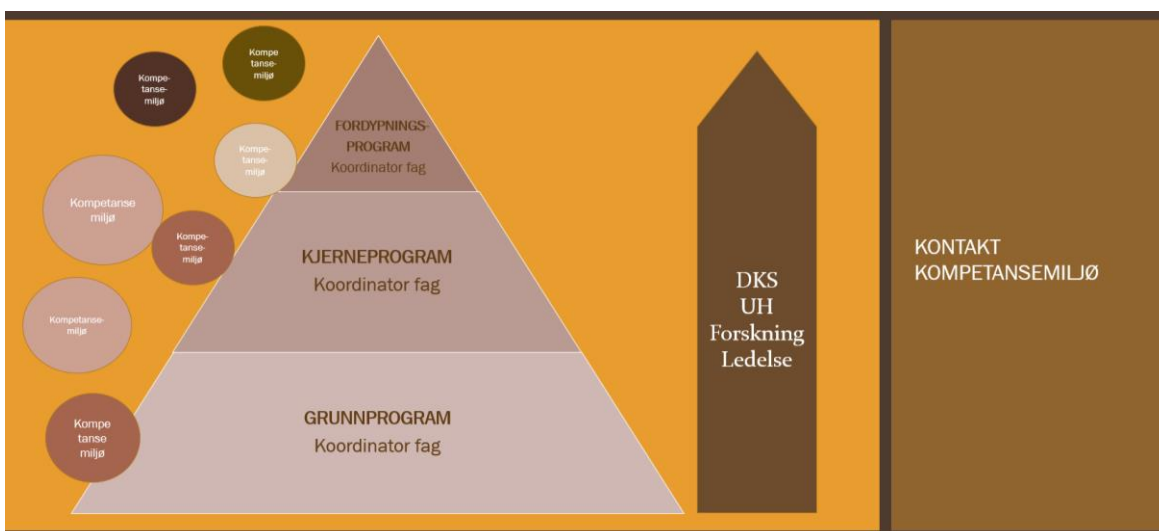 Kompe
tanse-
miljø
Kompe-
tanse-
miljø
Kompe-
tanse-
miljø
Kompetanse
miljø
Kompe-
tanse-
miljø
Kompetanse-
miljø
Kompe
tanse
miljø
FORDYPNINGS-
PROGRAM
Koordinator fag
KJERNEPROGRAM
Koordinator fag
GRUNNPROGRAM
Koordinator fag
DKS
UH
Forskning
Ledelse
KONTAKT
KOMPETANSEMILJØ